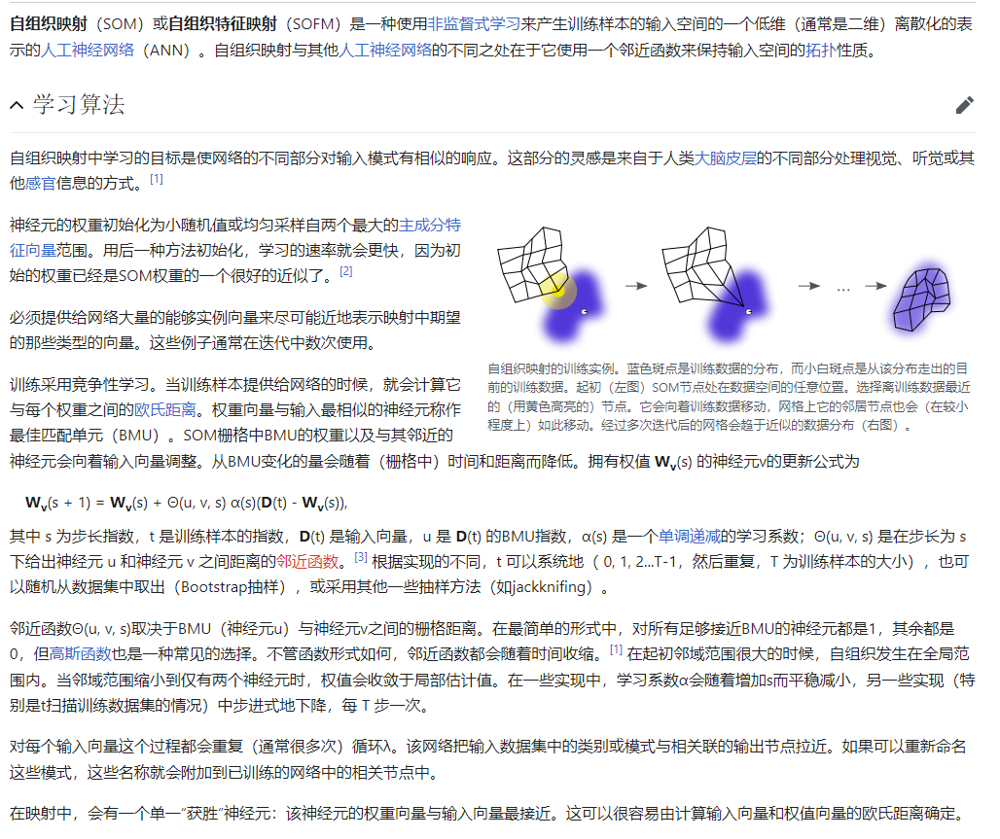 自组织映射（SOM）或自组织特征映射（SOFM）是一种使用非监督式学习来产生训练样本的输入空间的一个低维（通常是二维）离散化的表
示的人工神经网络（ANN）。自组织映射与其他人工神经网络的不同之处在于它使用一个邻近函数来保持输入空间的拓扑性质。
学习算法
自组织映射中学习的目标是使网络的不同部分对输入模式有相似的响应。这部分的灵感是来自于人类大脑皮层的不同部分处理视觉、听觉或其
他感官信息的方式。[1]
神经元的权重初始化为小随机值或均匀采样自两个最大的主成分特
征向量范围。用后一种方法初始化，学习的速率就会更快，因为初
始的权重已经是SOM权重的一个很好的近似了。[2]
必须提供给网络大量的能够实例向量来尽可能近地表示映射中期望
的那些类型的向量。这些例子通常在迭代中数次使用。
...
自组织映射的训练实例。蓝色斑点是训练数据的分布，而小白斑点是从该分布走出的目
前的训练数据。起初（左图）SOM节点处在数据空间的任意位置。选择离训练数据最近
的（用黄色高亮的）节点。它会向着训练数据移动，网格上它的邻居节点也会（在较小
程度上）如此移动。经过多次迭代后的网格会趋于近似的数据分布（右图）。
训练采用竞争性学习。当训练样本提供给网络的时候，就会计算它
与每个权重之间的欧氏距离。权重向量与输入最相似的神经元称作
最佳匹配单元（BMU）。SOM栅格中BMU的权重以及与其邻近的
神经元会向着输入向量调整。从BMU变化的量会随着（栅格中）时间和距离而降低。拥有权值 Wv(s) 的神经元v的更新公式为
Wv(s + 1) = Wv(s) + Θ(u, v, s) α(s)(D(t) - Wv(s)),
其中 s 为步长指数，t 是训练样本的指数，D(t) 是输入向量，u 是 D(t) 的BMU指数，α(s) 是一个单调递减的学习系数；Θ(u, v, s) 是在步长为 s
下给出神经元 u 和神经元 v 之间距离的邻近函数。[3] 根据实现的不同，t 可以系统地（ 0, 1, 2...T-1，然后重复，T 为训练样本的大小），也可
以随机从数据集中取出（Bootstrap抽样），或采用其他一些抽样方法（如jackknifing）。
邻近函数Θ(u, v, s)取决于BMU（神经元u）与神经元v之间的栅格距离。在最简单的形式中，对所有足够接近BMU的神经元都是1，其余都是
0，但高斯函数也是一种常见的选择。不管函数形式如何，邻近函数都会随着时间收缩。[1] 在起初邻域范围很大的时候，自组织发生在全局范
围内。当邻域范围缩小到仅有两个神经元时，权值会收敛于局部估计值。在一些实现中，学习系数α会随着增加s而平稳减小，另一些实现（特
别是t扫描训练数据集的情况）中步进式地下降，每 T 步一次。
对每个输入向量这个过程都会重复（通常很多次）循环λ。该网络把输入数据集中的类别或模式与相关联的输出节点拉近。如果可以重新命名
这些模式，这些名称就会附加到已训练的网络中的相关节点中。
在映射中，会有一个单一“获胜”神经元：该神经元的权重向量与输入向量最接近。这可以很容易由计算输入向量和权值向量的欧氏距离确定。